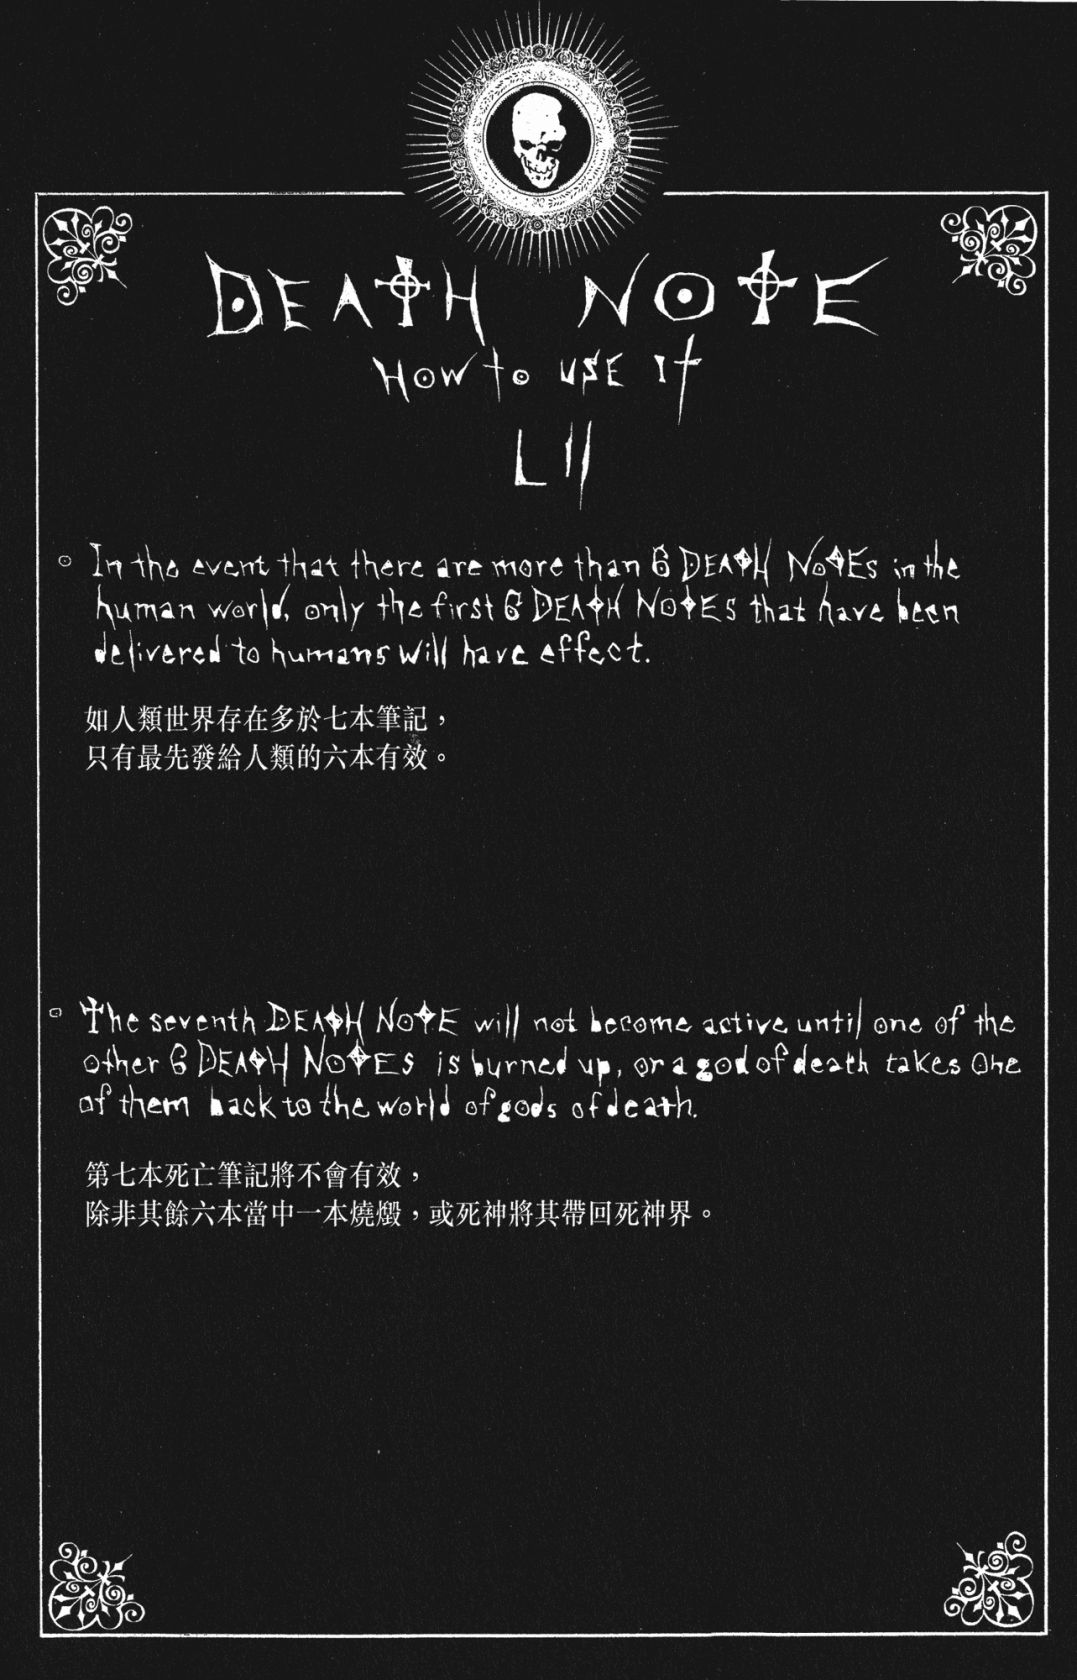 DEATH NOTE
HOW to USE It
LII
In the event that there are more than 6 DEATH NOTEs in the
human world, only the first 6 DEATH NOTEs that have been
delivered to humans will have effect.
如人類世界存在多於七本筆記，
只有最先發給人類的六本有效。
The seventh DEATH NOTE will not become active until one of the
other 6 DEATH NOTES is burned up, or a god of death takes One
of them back to the world of gods of death.
第七本死亡筆記將不會有效，
除非其餘六本當中一本燒燬，或死神將其帶回死神界。